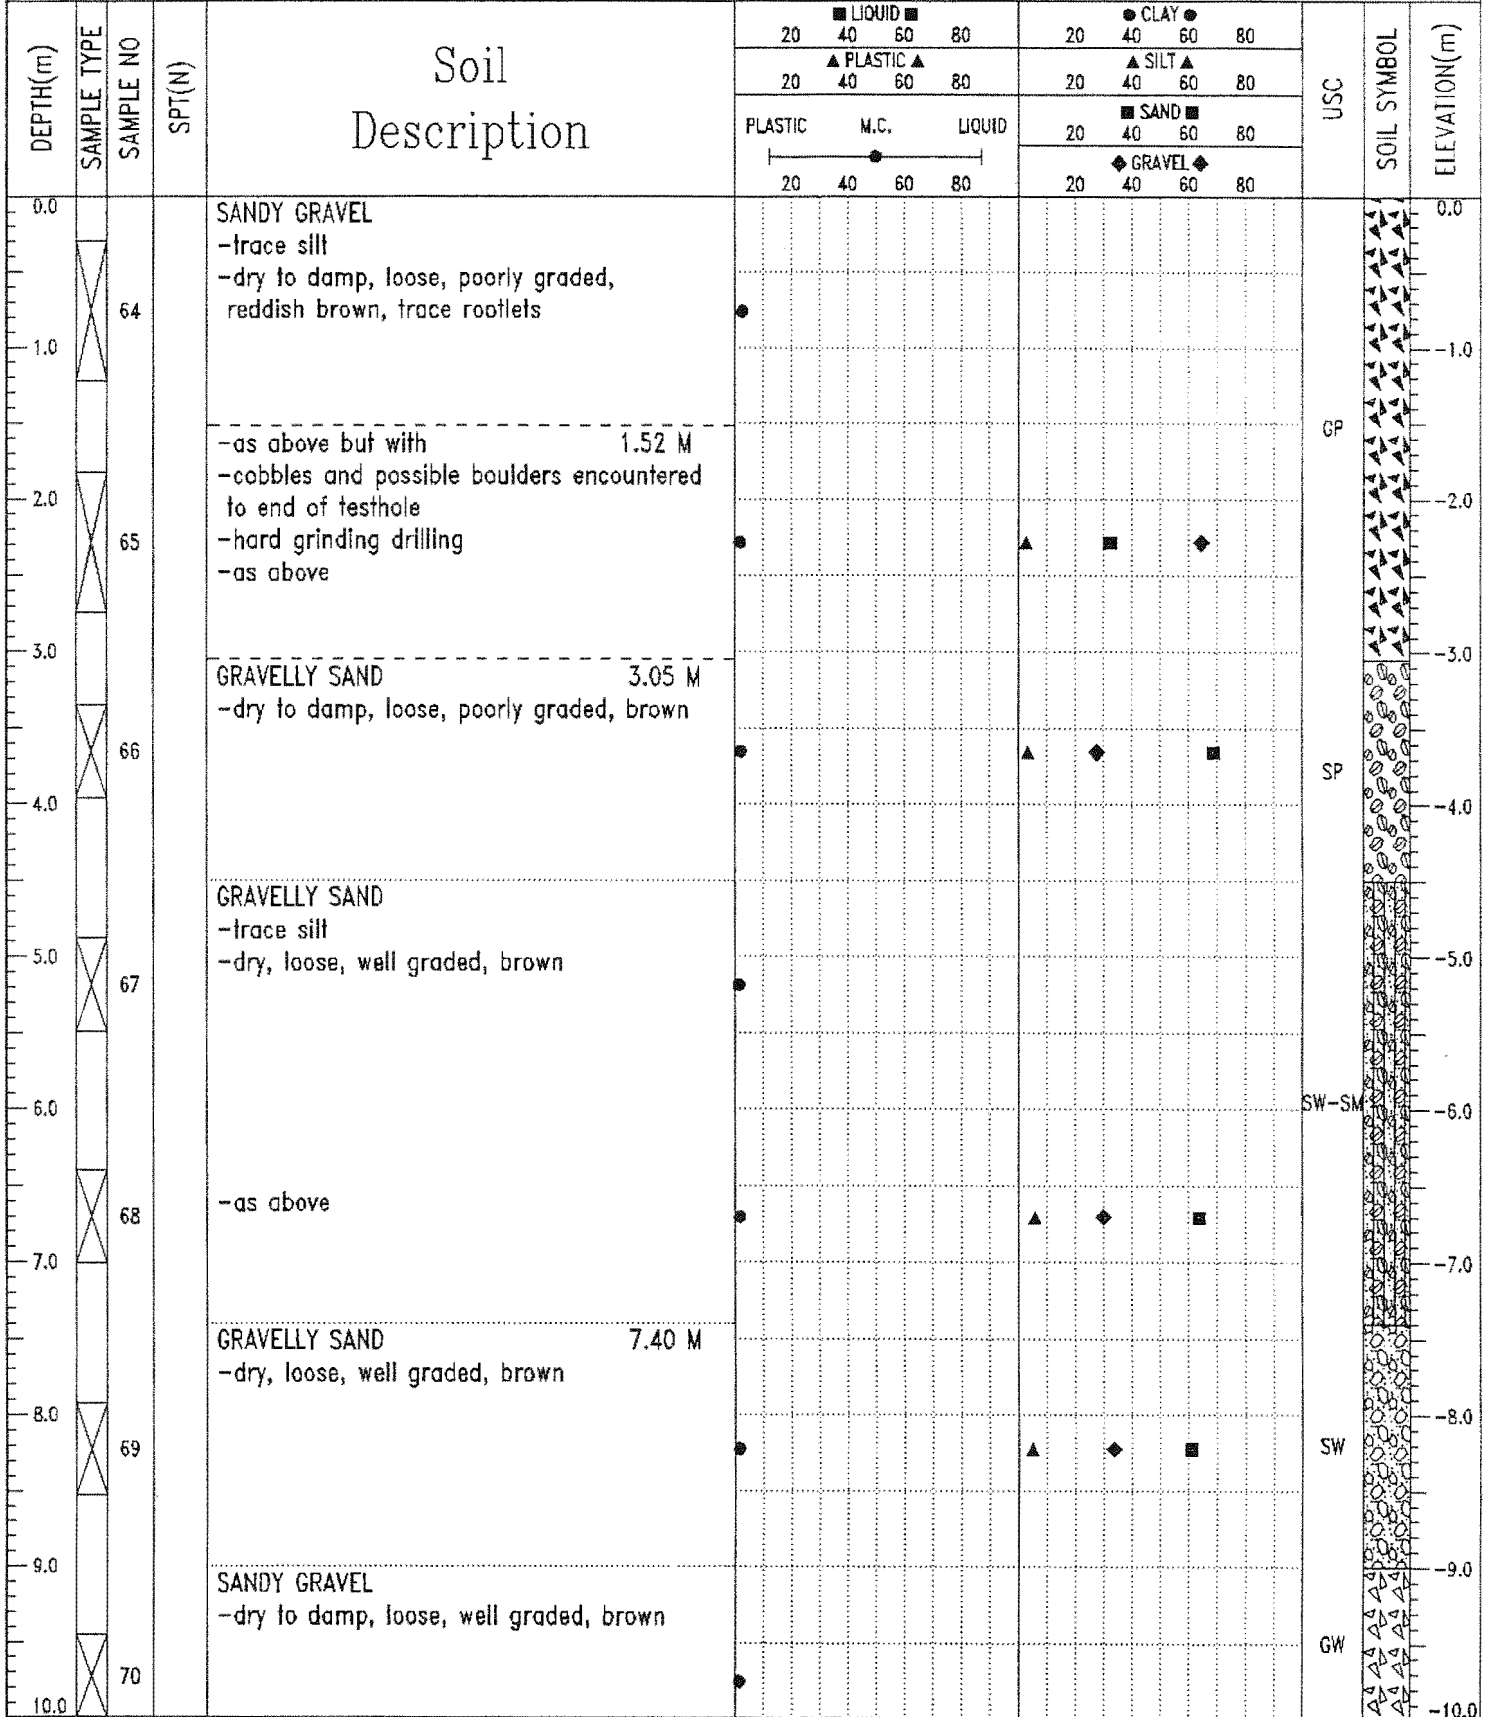 DEPTH(m)
SAMPLE TYPE
SAMPLE NO
SPT(N)
Soil
Description
■ LIQUID ■
20 40 60 80
▲ PLASTIC ▲
20 40 60 80
PLASTIC M.C. LIQUID
20 40 60 80
● CLAY ●
20 40 60 80
▲ SILT ▲
20 40 60 80
■ SAND ■
20 40 60 80
◆ GRAVEL ◆
20 40 60 80
USC
SOIL SYMBOL
ELEVATION(m)
0.0
SANDY GRAVEL
0.0
-trace silt
-dry to damp, loose, poorly graded,
64
reddish brown, trace rootlets
1.0
-1.0
GP
-as above but with 1.52 M
-cobbles and possible boulders encountered
2.0
to end of testhole
-2.0
65
-hard grinding drilling
-as above
3.0
-3.0
GRAVELLY SAND 3.05 M
-dry to damp, loose, poorly graded, brown
66
SP
4.0
-4.0
GRAVELLY SAND
-trace silt
5.0
-dry, loose, well graded, brown
-5.0
67
6.0
SW-SM
-6.0
68
-as above
7.0
-7.0
GRAVELLY SAND 7.40 M
-dry, loose, well graded, brown
8.0
-8.0
69
SW
9.0
-9.0
SANDY GRAVEL
-dry to damp, loose, well graded, brown
GW
70
10.0
-10.0